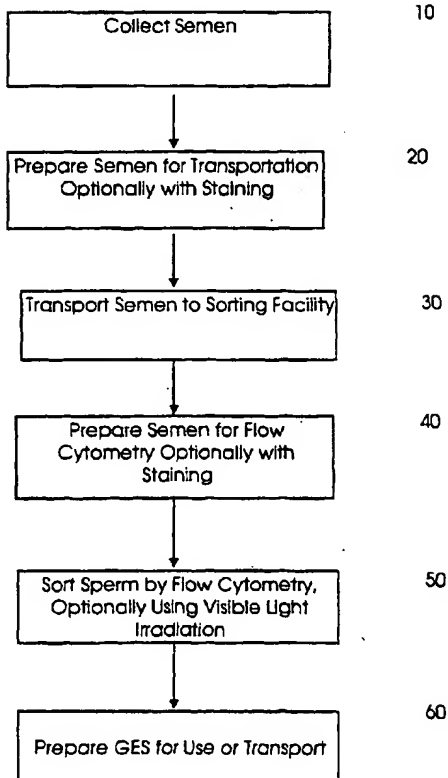 10
Collect Semen
20
Prepare Semen for Transportation
Optionally with Staining
30
Transport Semen to Sorting Facility
40
Prepare Semen for Flow
Cytometry Optionally with
Staining
50
Sort Sperm by Flow Cytometry,
Optionally Using Visible Light
Irradiation
60
Prepare GES for Use or Transport